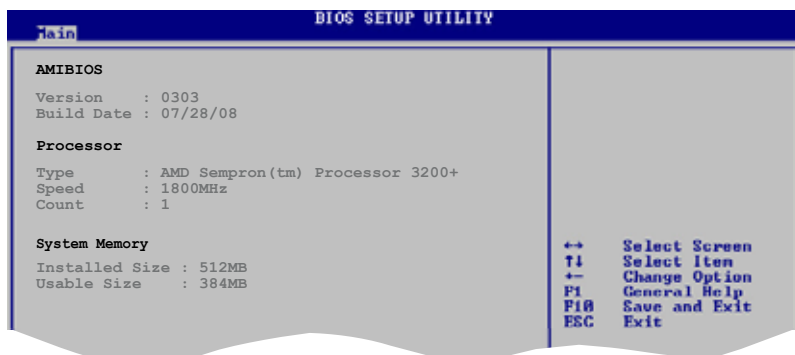 BIOS SETUP UTILITY
Main
AMIBIOS
Version : 0303
Build Date : 07/28/08
Processor
Type : AMD Sempron(tm) Processor 3200+
Speed : 1800MHz
Count : 1
System Memory
Installed Size : 512MB
Usable Size : 384MB
←→ Select Screen
↑↓ Select Item
+- Change Option
F1 General Help
F10 Save and Exit
ESC Exit